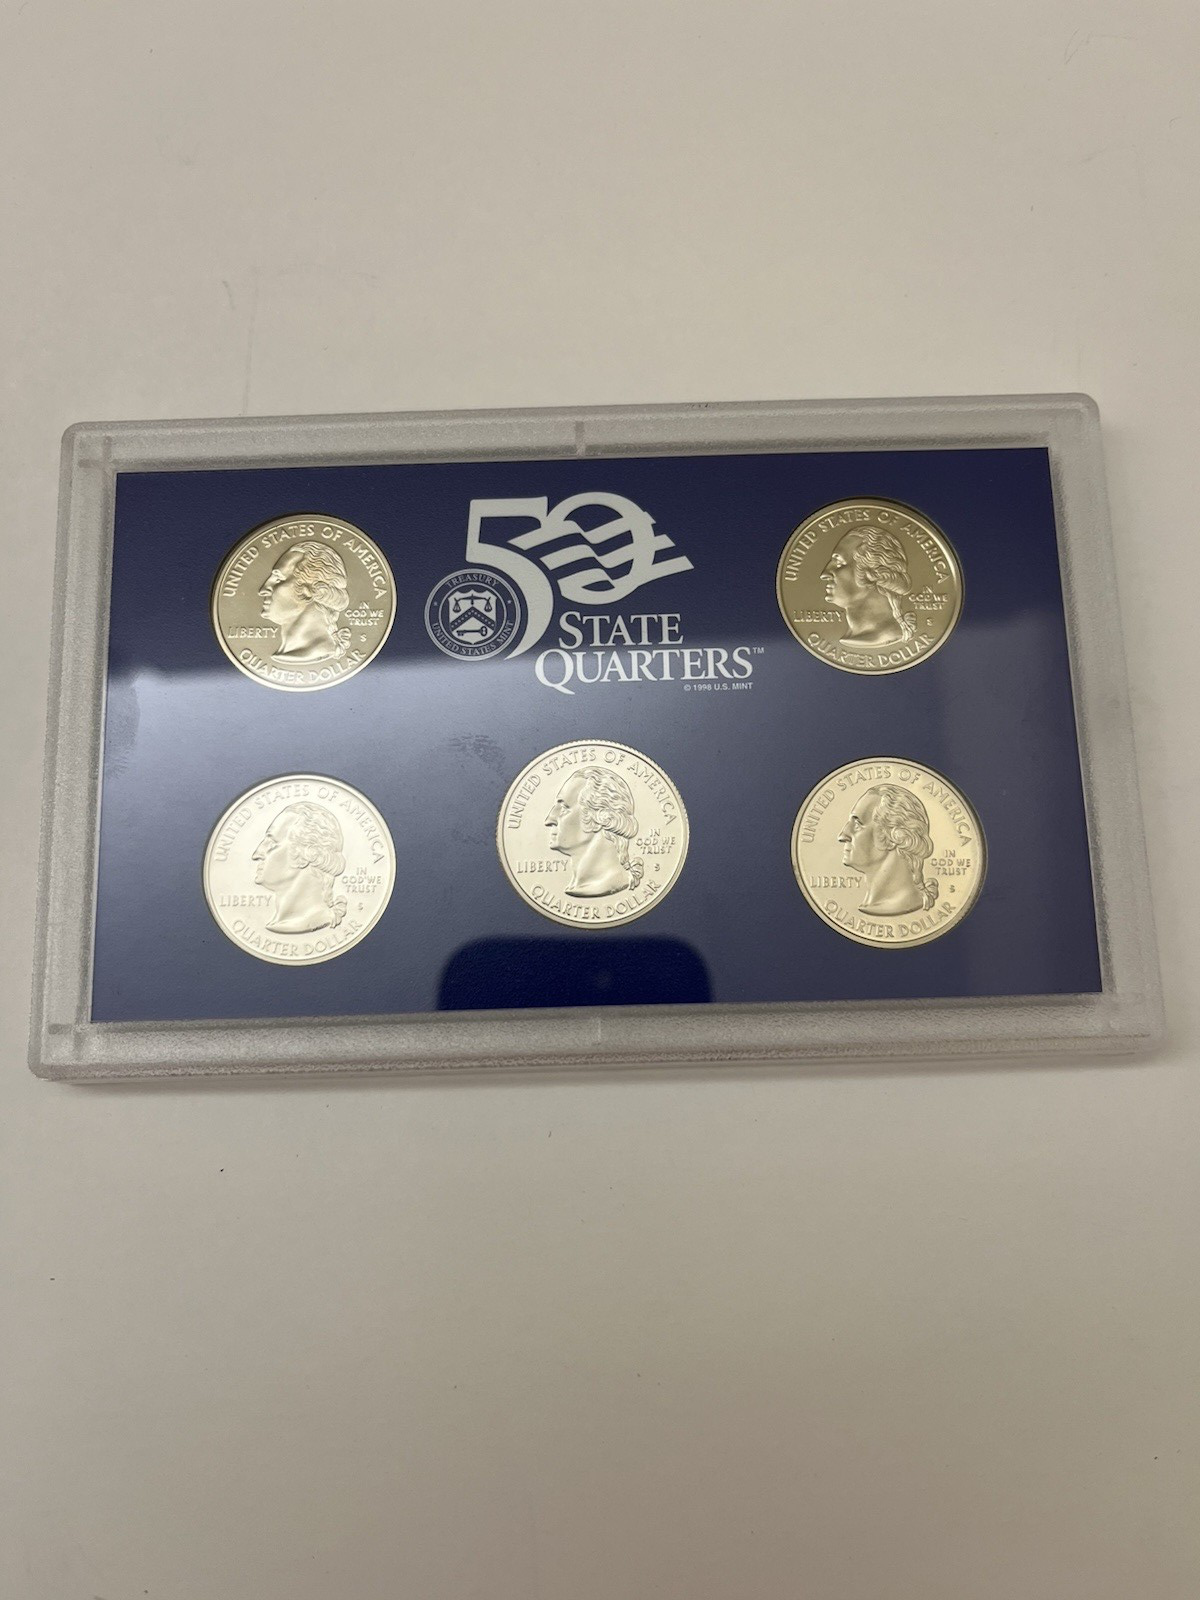 50
STATE
QUARTERS™
© 1998 U.S. MINT
TREASURY
UNITED STATES MINT
UNITED STATES OF AMERICA
LIBERTY
IN
GOD WE
TRUST
S
QUARTER DOLLAR
UNITED STATES OF AMERICA
LIBERTY
IN
GOD WE
TRUST
S
QUARTER DOLLAR
UNITED STATES OF AMERICA
LIBERTY
IN
GOD WE
TRUST
S
QUARTER DOLLAR
UNITED STATES OF AMERICA
LIBERTY
IN
GOD WE
TRUST
S
QUARTER DOLLAR
UNITED STATES OF AMERICA
LIBERTY
IN
GOD WE
TRUST
S
QUARTER DOLLAR